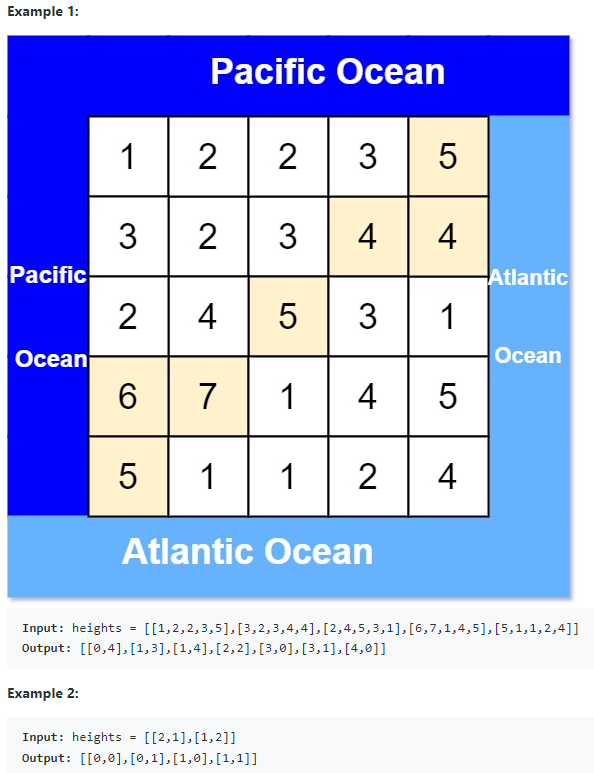 Example 1:
Pacific Ocean
1 2 2 3 5
3 2 3 4 4
Pacific
Atlantic
2 4 5 3 1
Ocean
Ocean
6 7 1 4 5
5 1 1 2 4
Atlantic Ocean
Input: heights = [[1,2,2,3,5],[3,2,3,4,4],[2,4,5,3,1],[6,7,1,4,5],[5,1,1,2,4]]
Output: [[0,4],[1,3],[1,4],[2,2],[3,0],[3,1],[4,0]]
Example 2:
Input: heights = [[2,1],[1,2]]
Output: [[0,0],[0,1],[1,0],[1,1]]